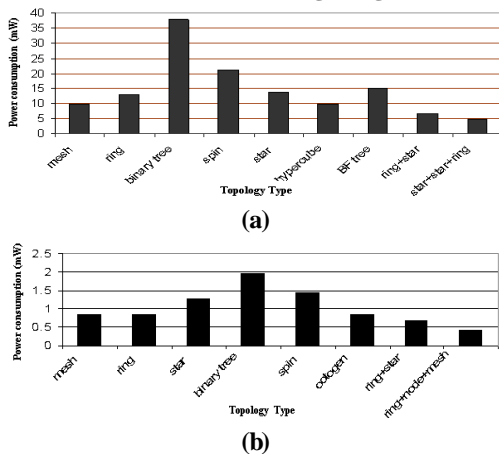 Power consumption (mW)
40
35
30
25
20
15
10
5
0
mesh
ring
binary tree
spin
star
hypercube
BF tree
ring+star
star+star+ring
Topology Type
(a)
Power consumption (mW)
2.5
2
1.5
1
0.5
0
mesh
ring
star
binary tree
spin
cologen
ring+star
ring+node+mesh
Topology Type
(b)